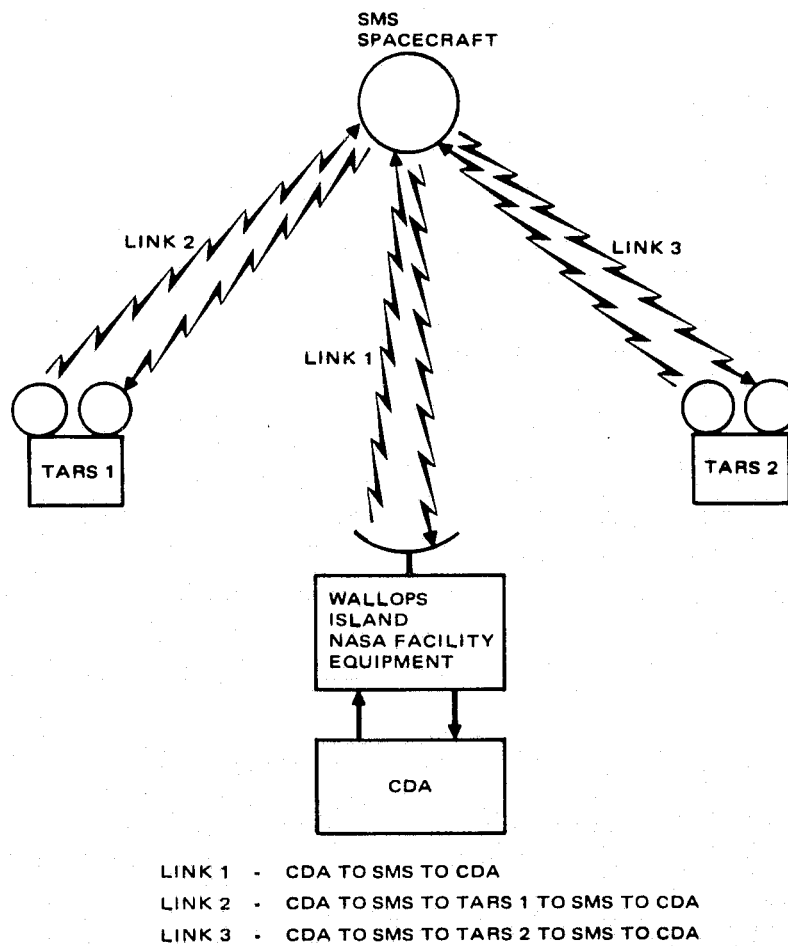 SMS
SPACECRAFT
LINK 2
LINK 3
LINK 1
TARS 1
TARS 2
WALLOPS
ISLAND
NASA FACILITY
EQUIPMENT
CDA
LINK 1 - CDA TO SMS TO CDA
LINK 2 - CDA TO SMS TO TARS 1 TO SMS TO CDA
LINK 3 - CDA TO SMS TO TARS 2 TO SMS TO CDA